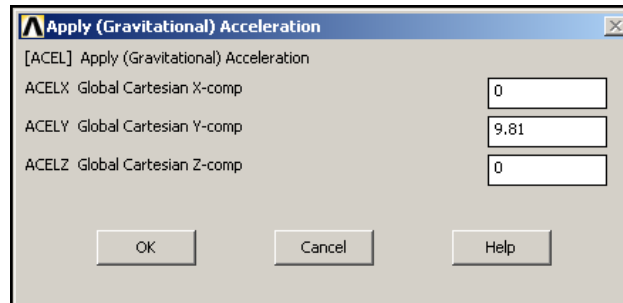 Apply (Gravitational) Acceleration
[ACEL] Apply (Gravitational) Acceleration
ACELX Global Cartesian X-comp 0
ACELY Global Cartesian Y-comp 9.81
ACELZ Global Cartesian Z-comp 0
OK Cancel Help